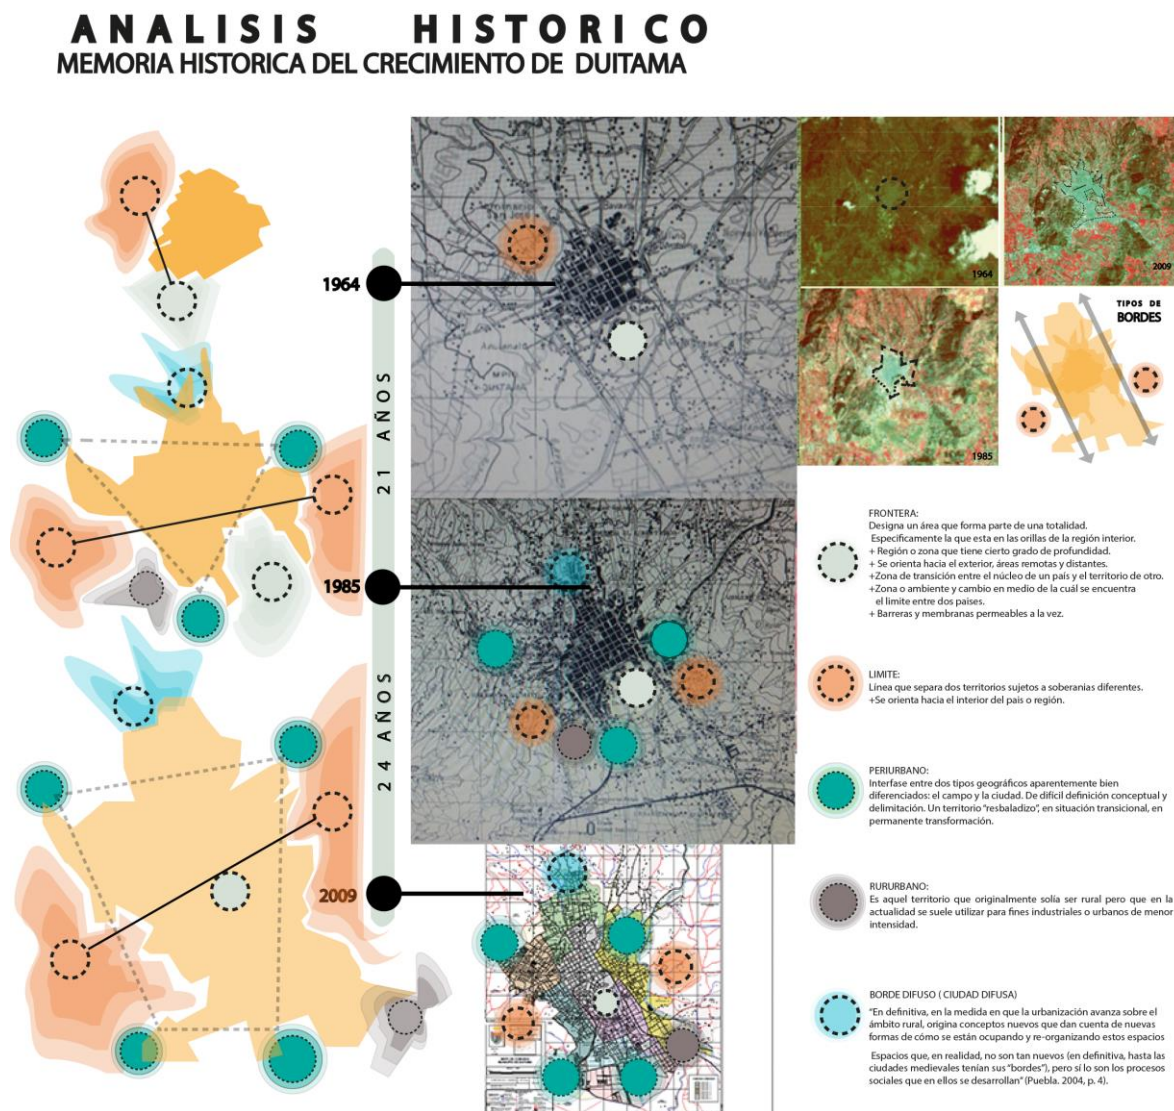 ANALISIS HISTORICO
MEMORIA HISTORICA DEL CRECIMIENTO DE DUITAMA
1964
21 AÑOS
1985
24 AÑOS
2009
1964
2009
1985
TIPOS DE
BORDES
FRONTERA:
Designa un área que forma parte de una totalidad.
Especificamente la que esta en las orillas de la región interior.
+ Región o zona que tiene cierto grado de profundidad.
+ Se orienta hacia el exterior, áreas remotas y distantes.
+Zona de transición entre el núcleo de un país y el territorio de otro.
+Zona o ambiente y cambio en medio de la cuál se encuentra
el limite entre dos paises.
+ Barreras y membranas permeables a la vez.
LIMITE:
Línea que separa dos territorios sujetos a soberanias diferentes.
+Se orienta hacia el interior del pais o región.
PERIURBANO:
Interfase entre dos tipos geográficos aparentemente bien
diferenciados: el campo y la ciudad. De difícil definición conceptual y
delimitación. Un territorio "resbaladizo", en situación transicional, en
permanente transformación.
RURURBANO:
Es aquel territorio que originalmente solía ser rural pero que en la
actualidad se suele utilizar para fines industriales o urbanos de menor
intensidad.
BORDE DIFUSO ( CIUDAD DIFUSA)
"En definitiva, en la medida en que la urbanización avanza sobre el
ámbito rural, origina conceptos nuevos que dan cuenta de nuevas
formas de cómo se están ocupando y re-organizando estos espacios
Espacios que, en realidad, no son tan nuevos (en definitiva, hasta las
ciudades medievales tenían sus "bordes"), pero sí lo son los procesos
sociales que en ellos se desarrollan" (Puebla. 2004, p. 4).